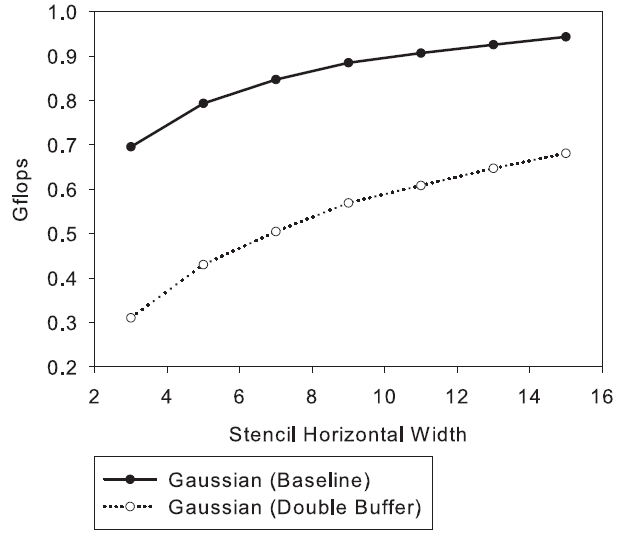 1.0
0.9
0.8
0.7
0.6
0.5
0.4
0.3
0.2
Gflops
2 4 6 8 10 12 14 16
Stencil Horizontal Width
Gaussian (Baseline)
Gaussian (Double Buffer)